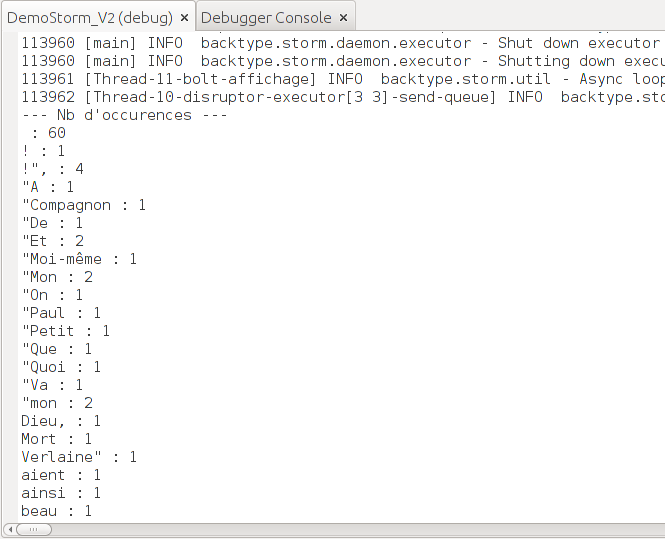 DemoStorm_V2 (debug) × Debugger Console ×
113960 [main] INFO  backtype.storm.daemon.executor - Shut down executor
113960 [main] INFO  backtype.storm.daemon.executor - Shutting down execu
113961 [Thread-11-bolt-affichage] INFO  backtype.storm.util - Async loop
113962 [Thread-10-disruptor-executor[3 3]-send-queue] INFO  backtype.sto
--- Nb d'occurences ---
 : 60
! : 1
!", : 4
"A : 1
"Compagnon : 1
"De : 1
"Et : 2
"Moi-même : 1
"Mon : 2
"On : 1
"Paul : 1
"Petit : 1
"Que : 1
"Quoi : 1
"Va : 1
"mon : 2
Dieu, : 1
Mort : 1
Verlaine" : 1
aient : 1
ainsi : 1
beau : 1